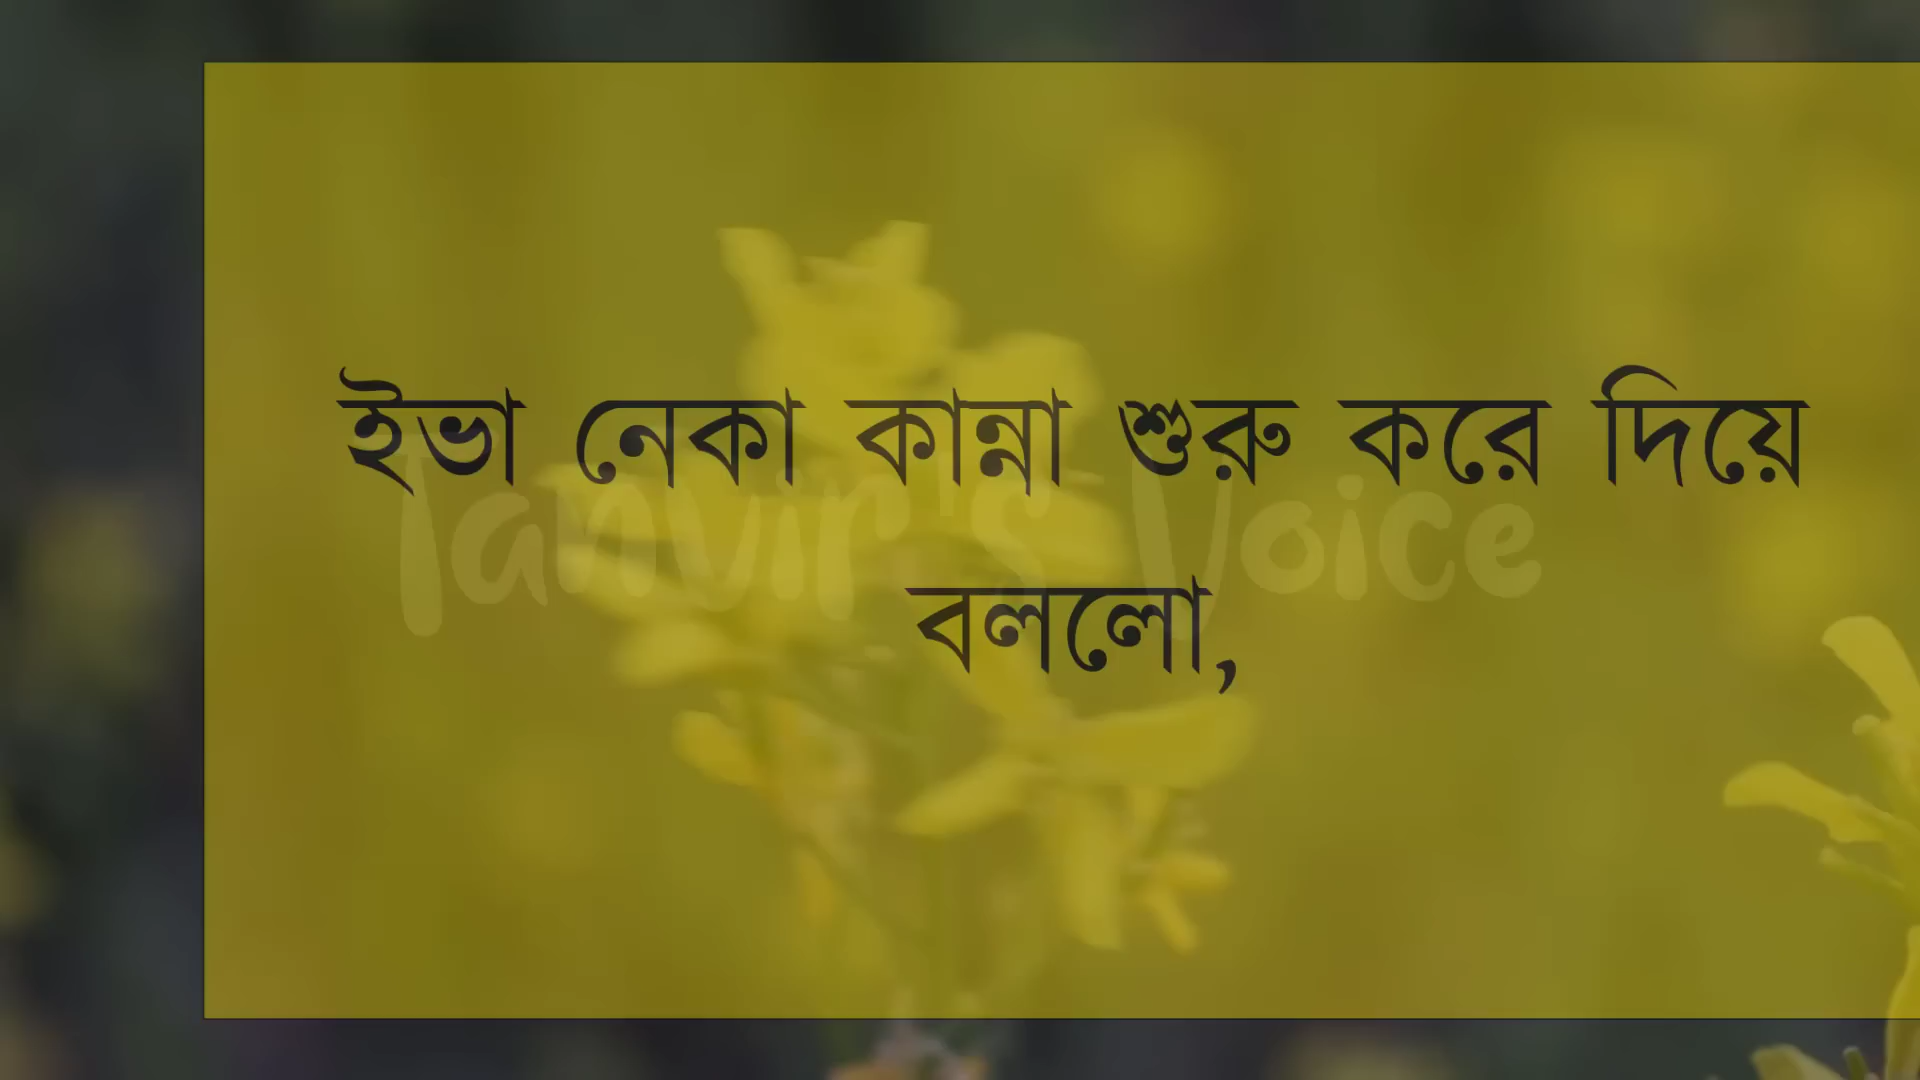 ইভা নেকা কান্না শুরু করে দিয়ে
Tanvir's Voice
বললো,